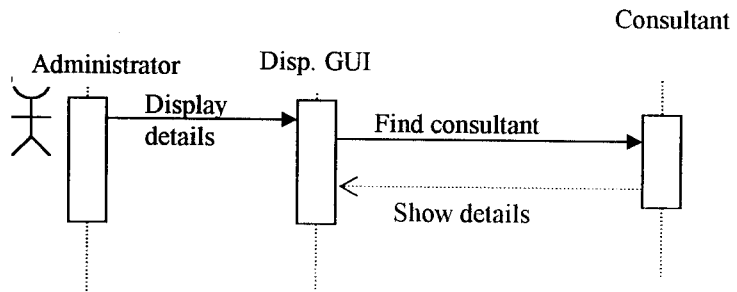 Consultant
Administrator
Disp. GUI
Display
details
Find consultant
Show details